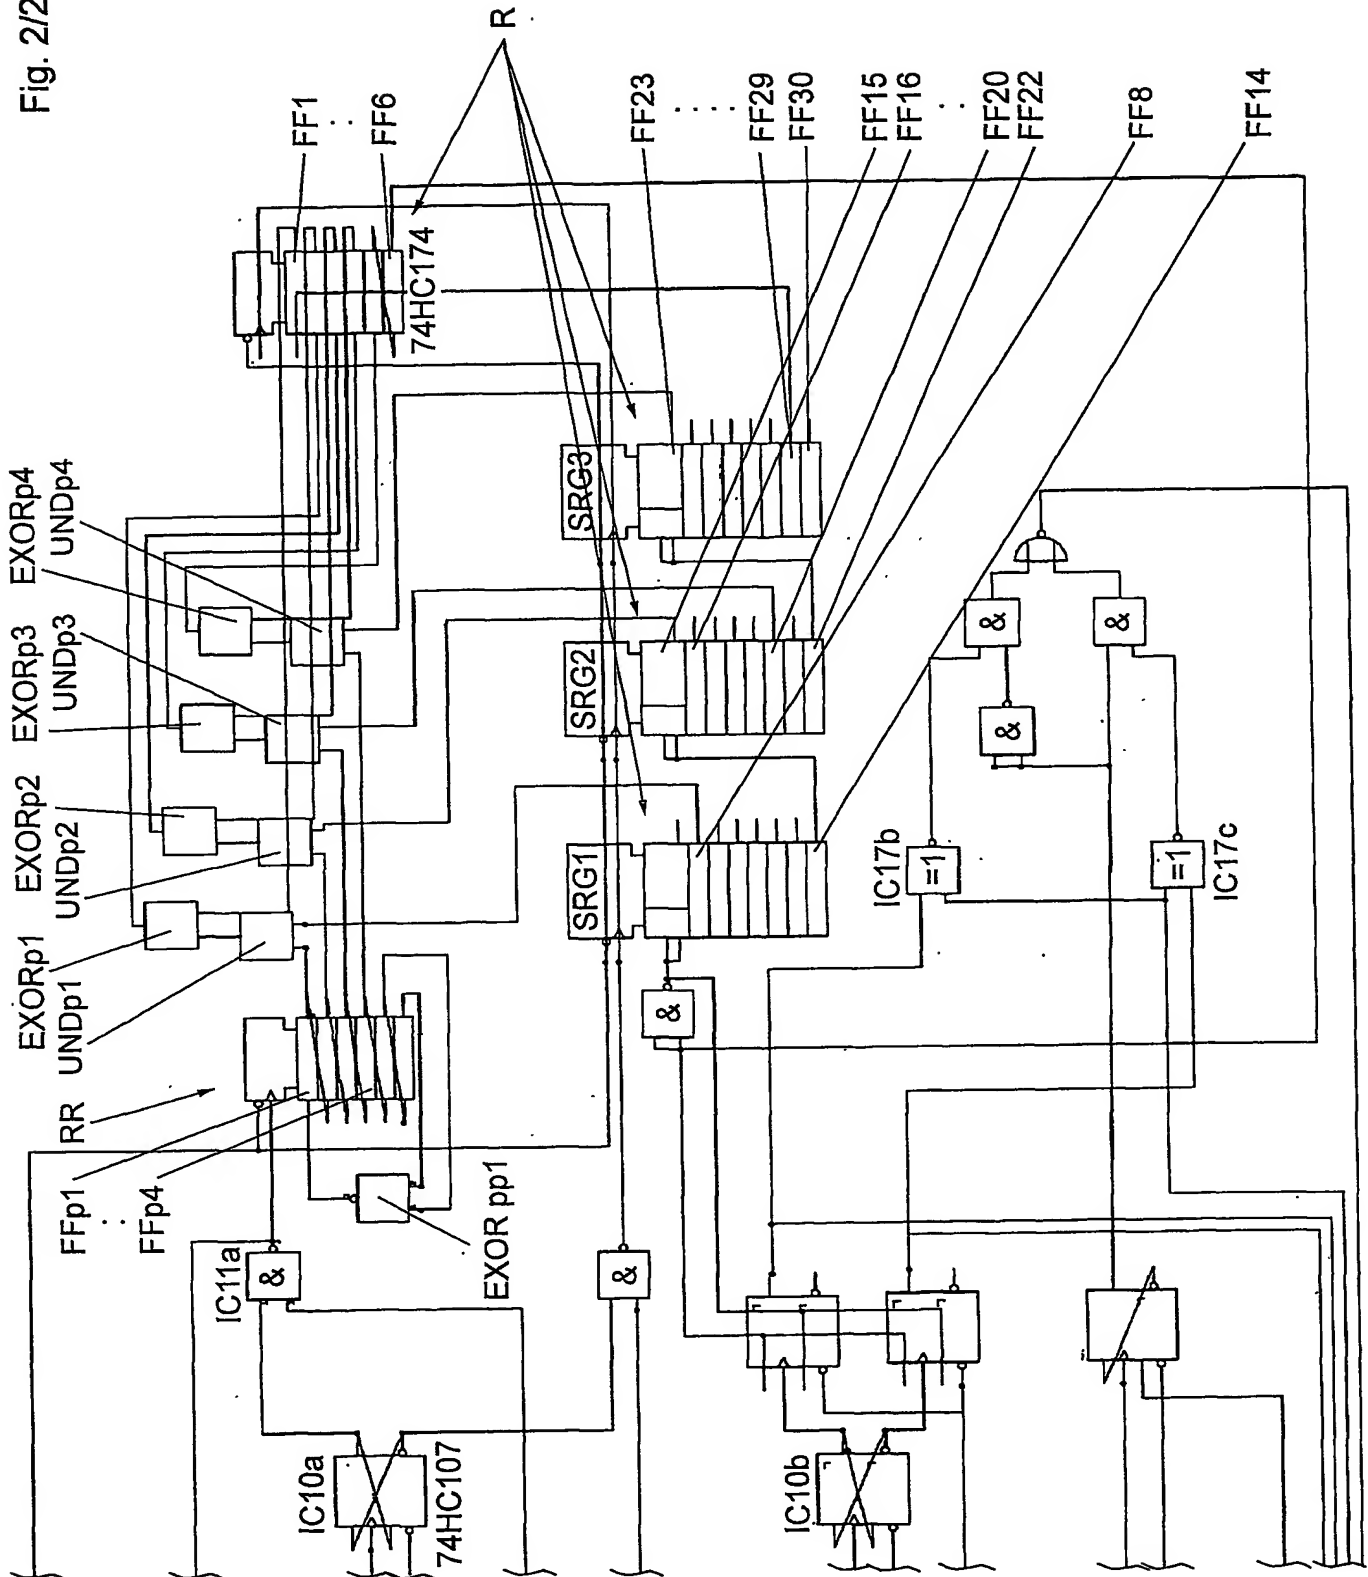 Fig. 2/2
R
FF1
FF6
74HC174
FF23
FF29
FF30
FF15
FF16
FF20
FF22
FF8
FF14
EXORp4
UNDp4
EXORp3
UNDp3
EXORp2
UNDp2
EXORp1
UNDp1
RR
FFp1
FFp4
EXOR pp1
SRG3
SRG2
SRG1
&
&
&
&
IC17b
=1
=1
IC17c
IC11a
&
&
IC10a
74HC107
IC10b